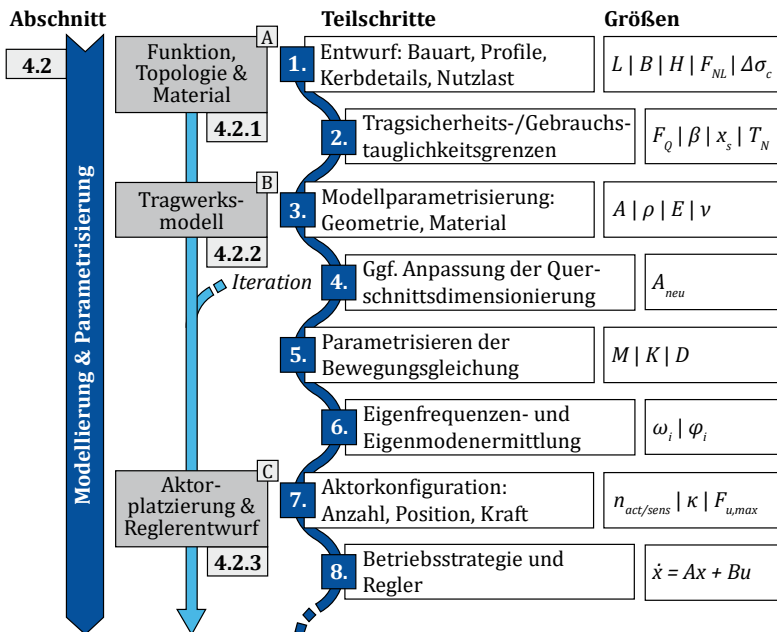 Abschnitt
Teilschritte
Größen
4.2
Modellierung & Parametrisierung
A
Funktion,
Topologie &
Material
4.2.1
1.
Entwurf: Bauart, Profile,
Kerbdetails, Nutzlast
L | B | H | F_NL | Δσ_c
2.
Tragsicherheits-/Gebrauchs-
tauglichkeitsgrenzen
F_Q | β | x_s | T_N
B
Tragwerks-
modell
4.2.2
3.
Modellparametrisierung:
Geometrie, Material
A | ρ | E | ν
Iteration
4.
Ggf. Anpassung der Quer-
schnittsdimensionierung
A_neu
5.
Parametrisieren der
Bewegungsgleichung
M | K | D
6.
Eigenfrequenzen- und
Eigenmodenermittlung
ω_i | φ_i
C
Aktor-
platzierung &
Reglerentwurf
4.2.3
7.
Aktorkonfiguration:
Anzahl, Position, Kraft
n_act/sens | κ | F_u,max
8.
Betriebsstrategie und
Regler
ẋ = Ax + Bu